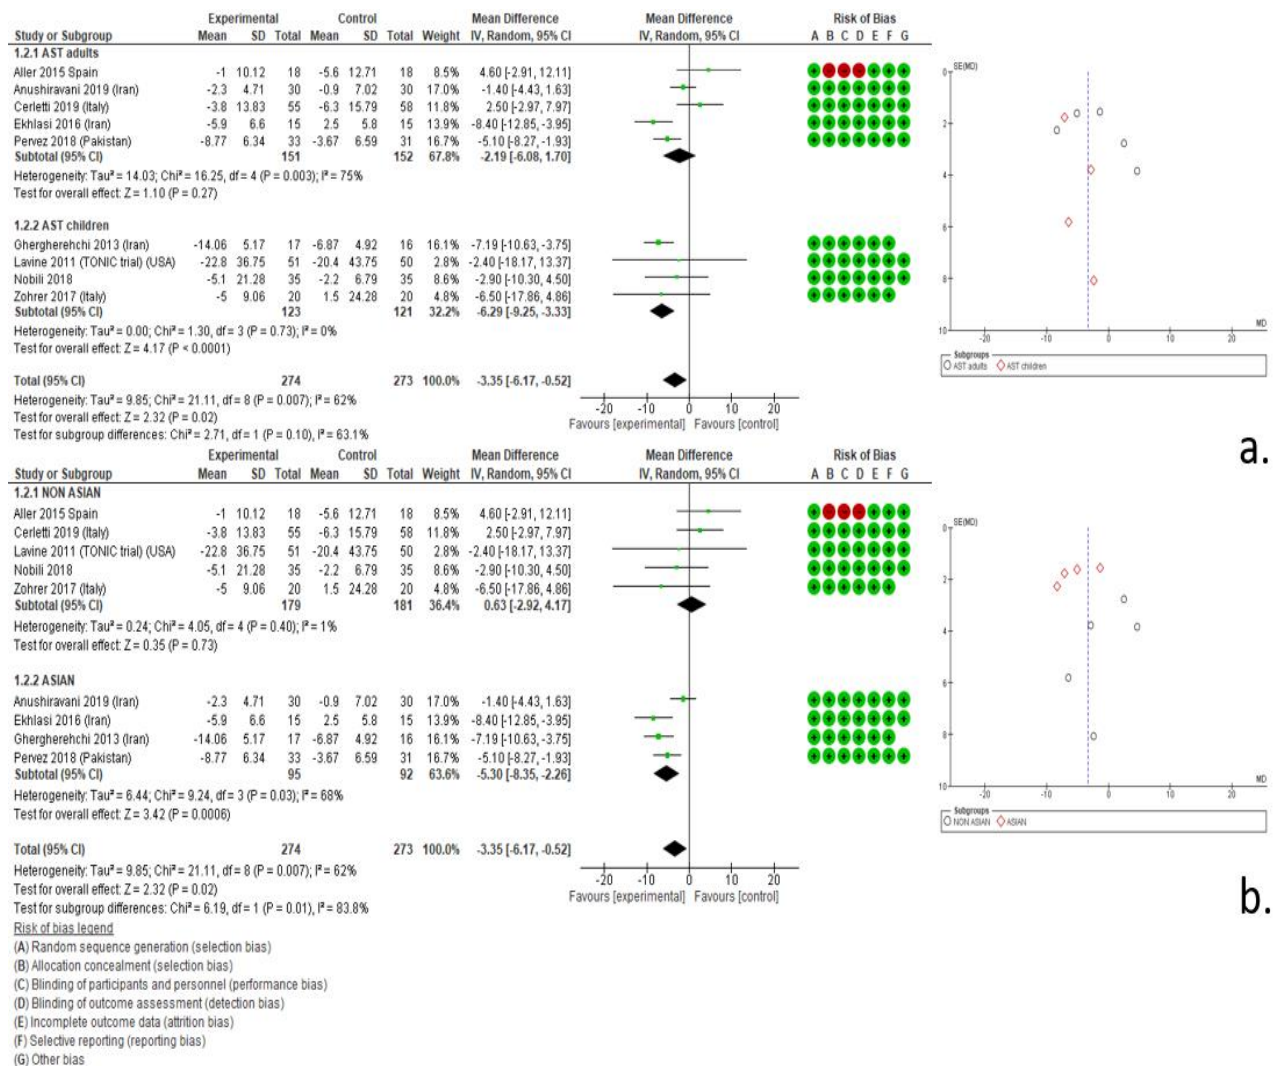 Experimental Control Mean Difference Mean Difference Risk of Bias
Study or Subgroup Mean SD Total Mean SD Total Weight IV, Random, 95% CI IV, Random, 95% CI A B C D E F G
1.2.1 AST adults
Aller 2015 Spain -1 10.12 18 -5.6 12.71 18 8.5% 4.60 [-2.91, 12.11]
Anushiravani 2019 (Iran) -2.3 4.71 30 -0.9 7.02 30 17.0% -1.40 [-4.43, 1.63]
Cerletti 2019 (Italy) -3.8 13.83 55 -6.3 15.79 58 11.8% 2.50 [-2.97, 7.97]
Ekhlasi 2016 (Iran) -5.9 6.6 15 2.5 5.8 15 13.9% -8.40 [-12.85, -3.95]
Pervez 2018 (Pakistan) -8.77 6.34 33 -3.67 6.59 31 16.7% -5.10 [-8.27, -1.93]
Subtotal (95% CI) 151 152 67.8% -2.19 [-6.08, 1.70]
Heterogeneity: Tau² = 14.03; Chi² = 16.25, df = 4 (P = 0.003); I² = 75%
Test for overall effect: Z = 1.10 (P = 0.27)
1.2.2 AST children
Ghergherehchi 2013 (Iran) -14.06 5.17 17 -6.87 4.92 16 16.1% -7.19 [-10.63, -3.75]
Lavine 2011 (TONIC trial) (USA) -22.8 36.75 51 -20.4 43.75 50 2.8% -2.40 [-18.17, 13.37]
Nobili 2018 -5.1 21.28 35 -2.2 6.79 35 8.6% -2.90 [-10.30, 4.50]
Zohrer 2017 (Italy) -5 9.06 20 1.5 24.28 20 4.8% -6.50 [-17.86, 4.86]
Subtotal (95% CI) 123 121 32.2% -6.29 [-9.25, -3.33]
Heterogeneity: Tau² = 0.00; Chi² = 1.30, df = 3 (P = 0.73); I² = 0%
Test for overall effect: Z = 4.17 (P < 0.0001)
Total (95% CI) 274 273 100.0% -3.35 [-6.17, -0.52]
Heterogeneity: Tau² = 9.85; Chi² = 21.11, df = 8 (P = 0.007); I² = 62%
Test for overall effect: Z = 2.32 (P = 0.02)
Test for subgroup differences: Chi² = 2.71, df = 1 (P = 0.10), I² = 63.1%
-20 -10 0 10 20
Favours [experimental] Favours [control]
SE(MD)
0
2
4
6
8
10
-20 -10 0 10 20
MD
Subgroups
AST adults AST children
a.
Experimental Control Mean Difference Mean Difference Risk of Bias
Study or Subgroup Mean SD Total Mean SD Total Weight IV, Random, 95% CI IV, Random, 95% CI A B C D E F G
1.2.1 NON ASIAN
Aller 2015 Spain -1 10.12 18 -5.6 12.71 18 8.5% 4.60 [-2.91, 12.11]
Cerletti 2019 (Italy) -3.8 13.83 55 -6.3 15.79 58 11.8% 2.50 [-2.97, 7.97]
Lavine 2011 (TONIC trial) (USA) -22.8 36.75 51 -20.4 43.75 50 2.8% -2.40 [-18.17, 13.37]
Nobili 2018 -5.1 21.28 35 -2.2 6.79 35 8.6% -2.90 [-10.30, 4.50]
Zohrer 2017 (Italy) -5 9.06 20 1.5 24.28 20 4.8% -6.50 [-17.86, 4.86]
Subtotal (95% CI) 179 181 36.4% 0.63 [-2.92, 4.17]
Heterogeneity: Tau² = 0.24; Chi² = 4.05, df = 4 (P = 0.40); I² = 1%
Test for overall effect: Z = 0.35 (P = 0.73)
1.2.2 ASIAN
Anushiravani 2019 (Iran) -2.3 4.71 30 -0.9 7.02 30 17.0% -1.40 [-4.43, 1.63]
Ekhlasi 2016 (Iran) -5.9 6.6 15 2.5 5.8 15 13.9% -8.40 [-12.85, -3.95]
Ghergherehchi 2013 (Iran) -14.06 5.17 17 -6.87 4.92 16 16.1% -7.19 [-10.63, -3.75]
Pervez 2018 (Pakistan) -8.77 6.34 33 -3.67 6.59 31 16.7% -5.10 [-8.27, -1.93]
Subtotal (95% CI) 95 92 63.6% -5.30 [-8.35, -2.26]
Heterogeneity: Tau² = 6.44; Chi² = 9.24, df = 3 (P = 0.03); I² = 68%
Test for overall effect: Z = 3.42 (P = 0.0006)
Total (95% CI) 274 273 100.0% -3.35 [-6.17, -0.52]
Heterogeneity: Tau² = 9.85; Chi² = 21.11, df = 8 (P = 0.007); I² = 62%
Test for overall effect: Z = 2.32 (P = 0.02)
Test for subgroup differences: Chi² = 6.19, df = 1 (P = 0.01), I² = 83.8%
-20 -10 0 10 20
Favours [experimental] Favours [control]
SE(MD)
0
2
4
6
8
10
-20 -10 0 10 20
MD
Subgroups
NON ASIAN ASIAN
b.
Risk of bias legend
(A) Random sequence generation (selection bias)
(B) Allocation concealment (selection bias)
(C) Blinding of participants and personnel (performance bias)
(D) Blinding of outcome assessment (detection bias)
(E) Incomplete outcome data (attrition bias)
(F) Selective reporting (reporting bias)
(G) Other bias